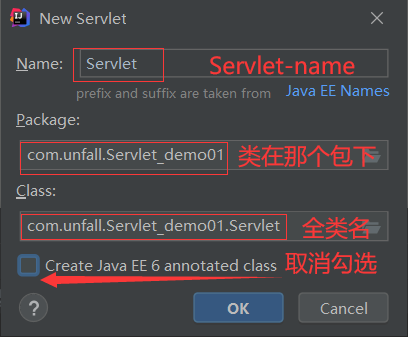 New Servlet
Name: Servlet Servlet-name
prefix and suffix are taken from Java EE Names
Package:
com.unfall.Servlet_demo01 类在那个包下
Class:
com.unfall.Servlet_demo01.Servlet 全类名
Create Java EE 6 annotated class 取消勾选
? OK Cancel